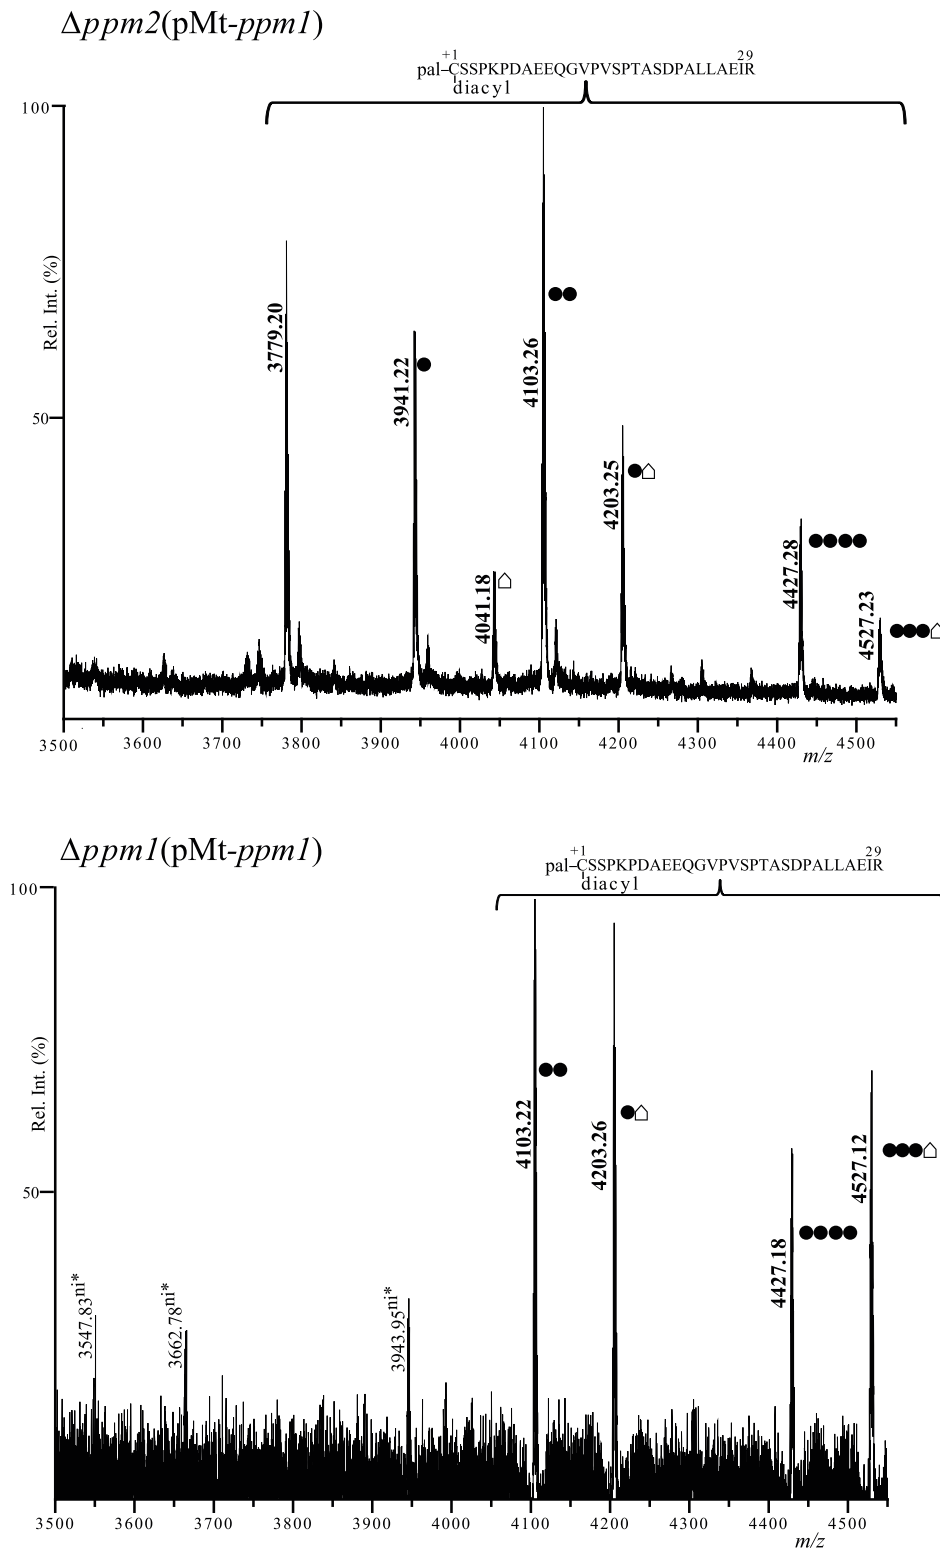 Δppm2(pMt-ppm1)
+1 29
pal–CSSPKPDAEEQGVPVSPTASDPALLAEIR
diacyl
100
50
Rel. Int. (%)
3779.20
3941.22
4041.18
4103.26
4203.25
4427.28
4527.23
3500 3600 3700 3800 3900 4000 4100 4200 4300 4400 4500
m/z
Δppm1(pMt-ppm1)
+1 29
pal–CSSPKPDAEEQGVPVSPTASDPALLAEIR
diacyl
100
50
Rel. Int. (%)
3547.83ni*
3662.78ni*
3943.95ni*
4103.22
4203.26
4427.18
4527.12
3500 3600 3700 3800 3900 4000 4100 4200 4300 4400 4500
m/z